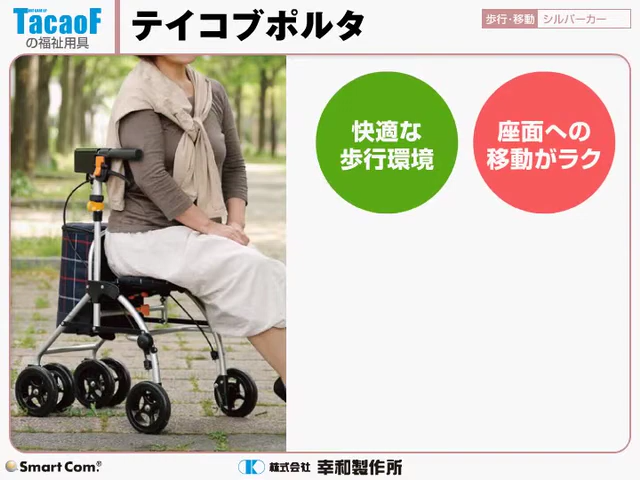 TacaoF
の福祉用具
テイコブポルタ
歩行・移動 シルバーカー
快適な
歩行環境
座面への
移動がラク
Smart Com.®
株式会社 幸和製作所